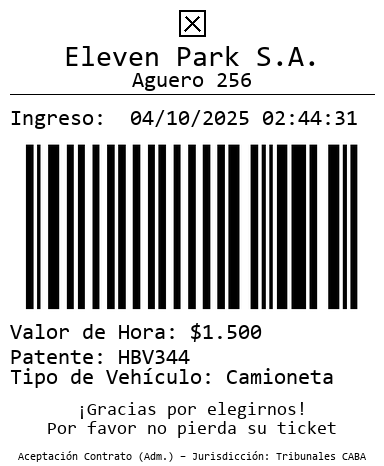 Eleven Park S.A.
Aguero 256
Ingreso:  04/10/2025 02:44:31
Valor de Hora: $1.500
Patente: HBV344
Tipo de Vehículo: Camioneta
¡Gracias por elegirnos!
Por favor no pierda su ticket
Aceptación Contrato (Adm.) – Jurisdicción: Tribunales CABA